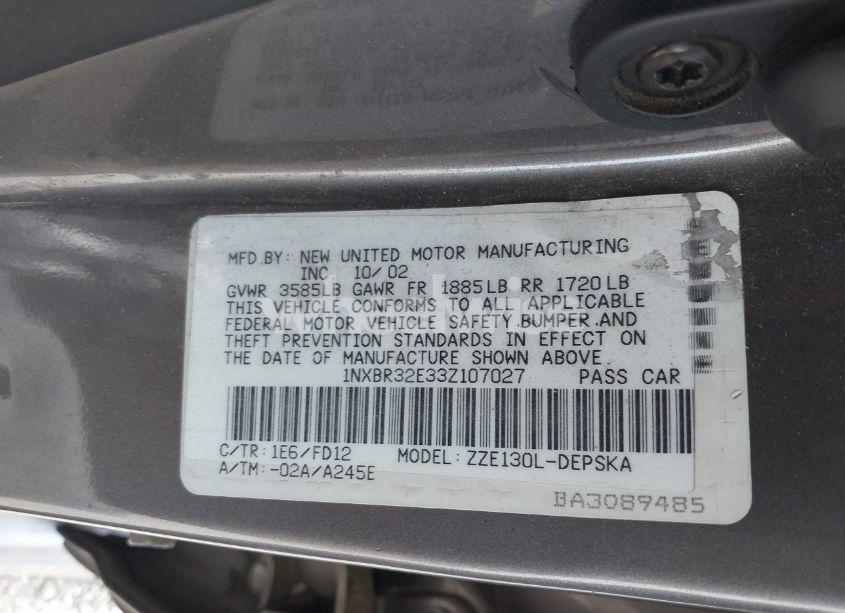 MFD.BY: NEW UNITED MOTOR MANUFACTURING
INC. 10/02
GVWR 3585LB GAWR FR 1885LB RR 1720LB
THIS VEHICLE CONFORMS TO ALL APPLICABLE
FEDERAL MOTOR VEHICLE SAFETY,BUMPER,AND
THEFT PREVENTION STANDARDS IN EFFECT ON
THE DATE OF MANUFACTURE SHOWN ABOVE.
1NXBR32E33Z107027 PASS CAR
C/TR:1E6/FD12 MODEL:ZZE130L-DEPSKA
A/TM:-02A/A245E
BA3089485